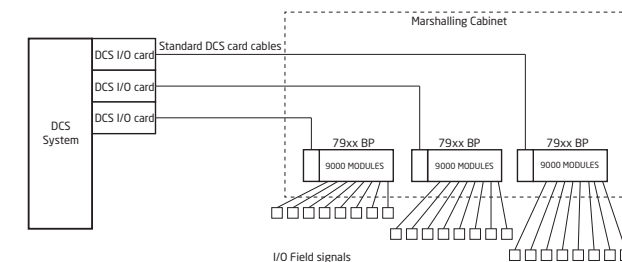 Marshalling Cabinet
Standard DCS card cables
DCS I/O card
DCS I/O card
DCS I/O card
DCS
System
79xx BP
79xx BP
79xx BP
9000 MODULES
9000 MODULES
9000 MODULES
I/O Field signals